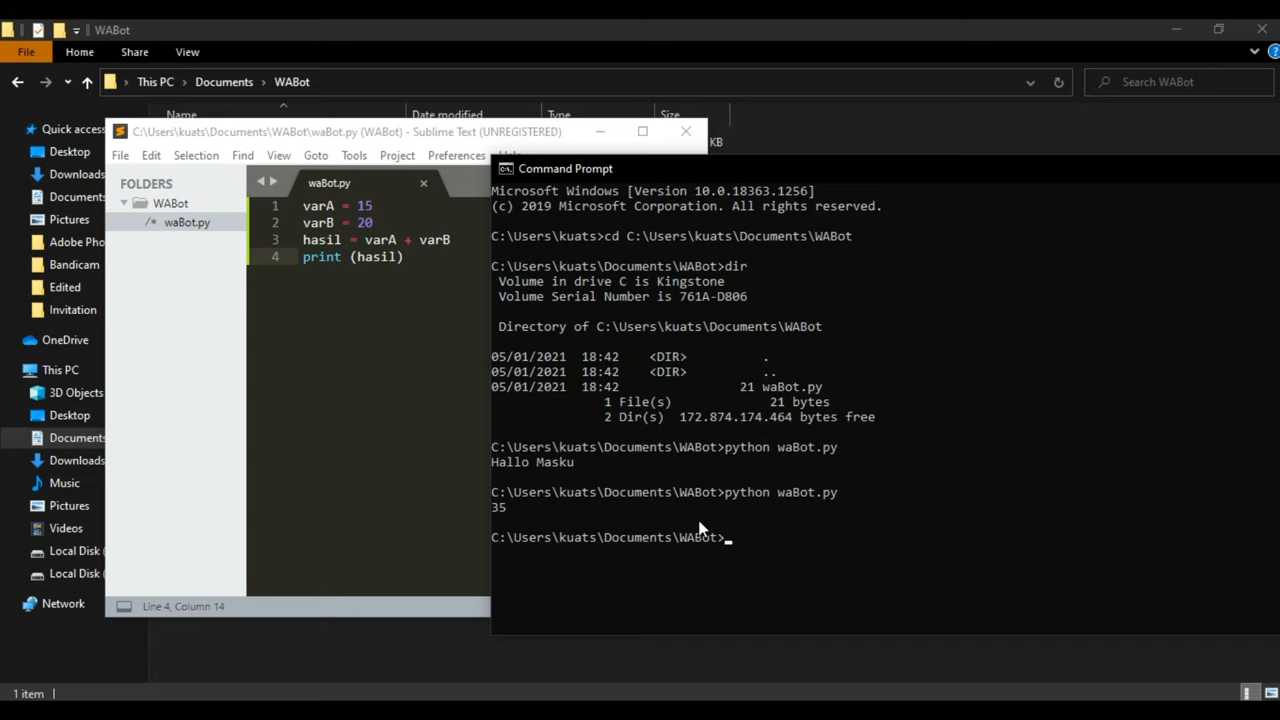 WABot
File Home Share View
This PC > Documents > WABot
Search WABot
Name Date modified Type Size
KB
Quick access
Desktop
Downloads
Documents
Pictures
Adobe Pho
Bandicam
Edited
Invitation
OneDrive
This PC
3D Objects
Desktop
Documents
Downloads
Music
Pictures
Videos
Local Disk (
Local Disk (
Network
1 item
C:\Users\kuats\Documents\WABot\waBot.py (WABot) - Sublime Text (UNREGISTERED)
File Edit Selection Find View Goto Tools Project Preferences
FOLDERS
WABot
/* waBot.py
waBot.py
1 varA = 15
2 varB = 20
3 hasil = varA + varB
4 print (hasil)
Line 4, Column 14
Command Prompt
Microsoft Windows [Version 10.0.18363.1256]
(c) 2019 Microsoft Corporation. All rights reserved.
C:\Users\kuats>cd C:\Users\kuats\Documents\WABot
C:\Users\kuats\Documents\WABot>dir
Volume in drive C is Kingstone
Volume Serial Number is 761A-D806
Directory of C:\Users\kuats\Documents\WABot
05/01/2021 18:42 <DIR> .
05/01/2021 18:42 <DIR> ..
05/01/2021 18:42 21 waBot.py
1 File(s) 21 bytes
2 Dir(s) 172.874.174.464 bytes free
C:\Users\kuats\Documents\WABot>python waBot.py
Hallo Masku
C:\Users\kuats\Documents\WABot>python waBot.py
35
C:\Users\kuats\Documents\WABot>